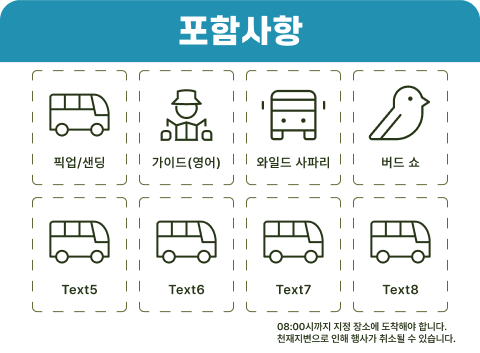 포함사항
픽업/샌딩
가이드(영어)
와일드 사파리
버드 쇼
Text5
Text6
Text7
Text8
08:00시까지 지정 장소에 도착해야 합니다.
천재지변으로 인해 행사가 취소될 수 있습니다.